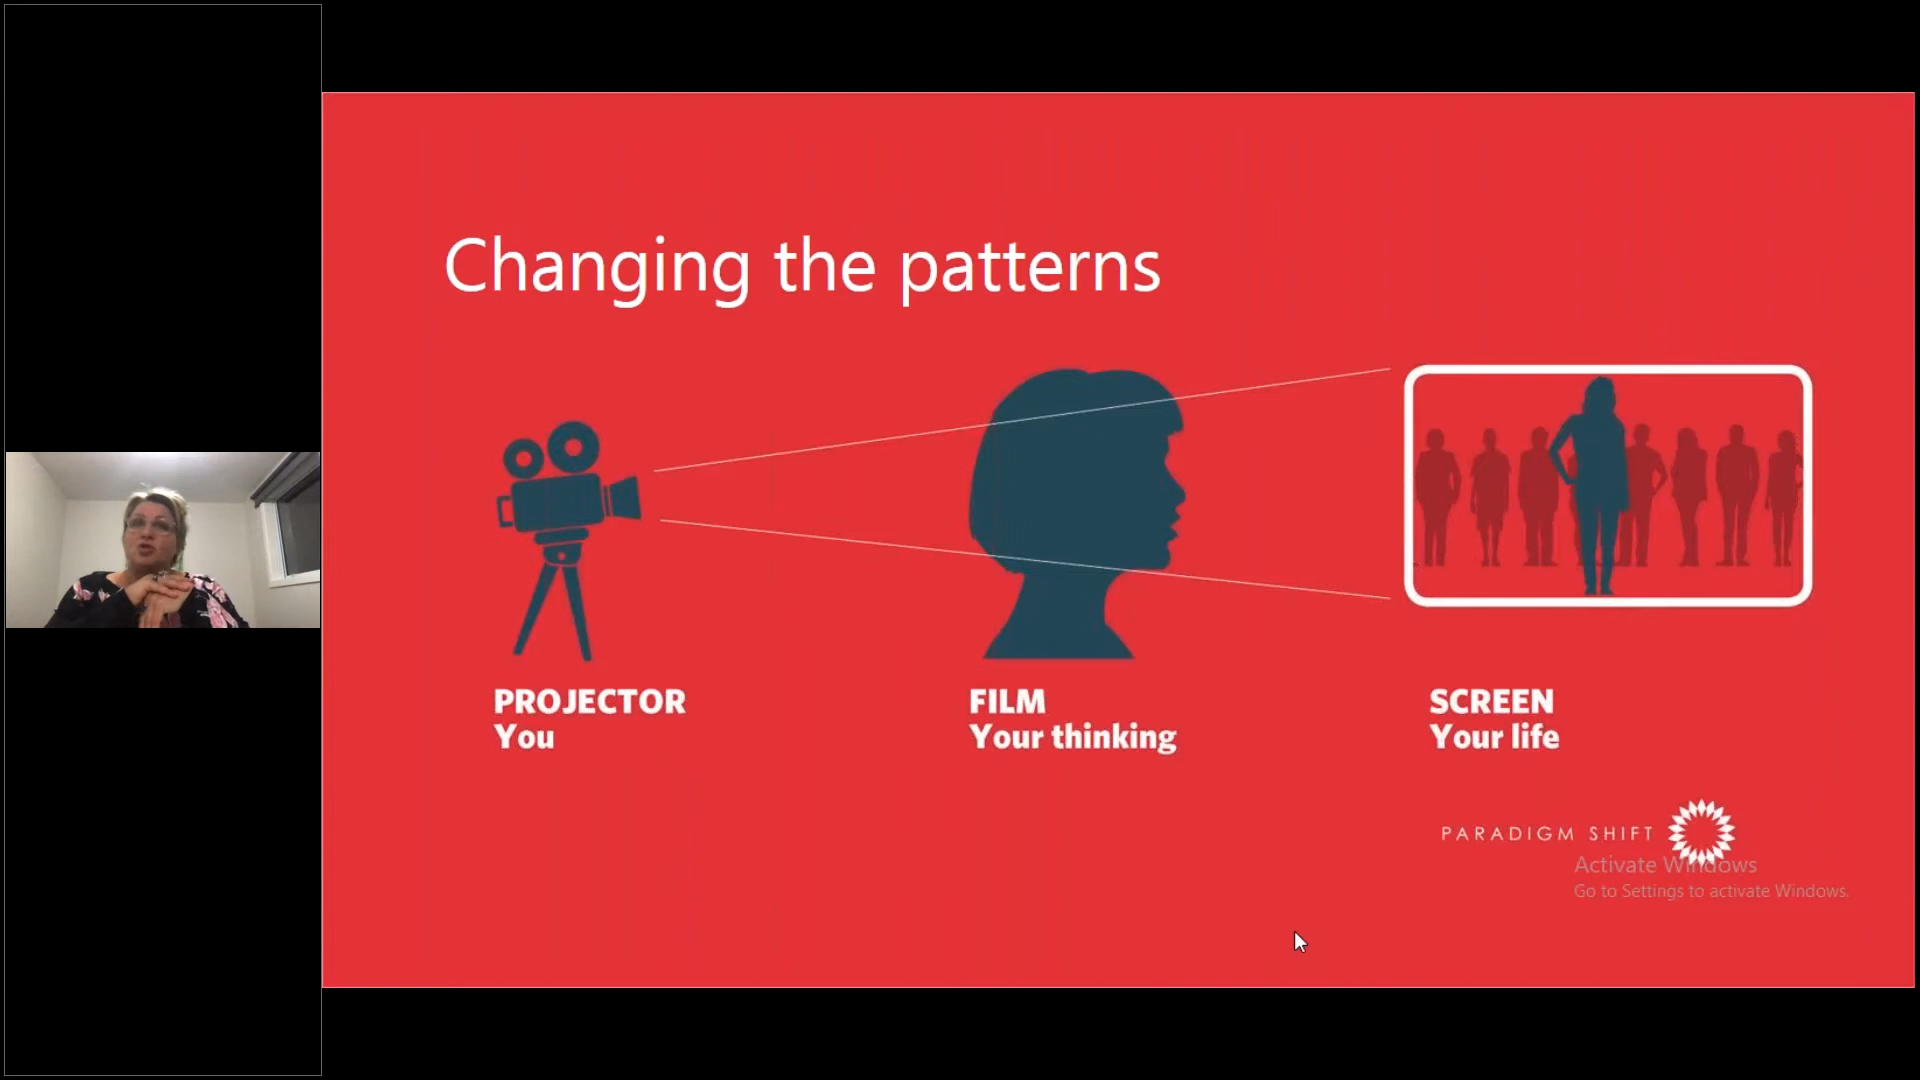 Changing the patterns
PROJECTOR
You
FILM
Your thinking
SCREEN
Your life
PARADIGM SHIFT
Activate Windows
Go to Settings to activate Windows.